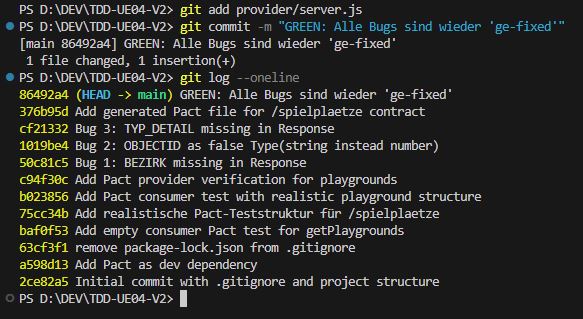 PS D:\DEV\TDD-UE04-V2> git add provider/server.js
PS D:\DEV\TDD-UE04-V2> git commit -m "GREEN: Alle Bugs sind wieder 'ge-fixed'"
[main 86492a4] GREEN: Alle Bugs sind wieder 'ge-fixed'
 1 file changed, 1 insertion(+)
PS D:\DEV\TDD-UE04-V2> git log --oneline
86492a4 (HEAD -> main) GREEN: Alle Bugs sind wieder 'ge-fixed'
376b95d Add generated Pact file for /spielplaetze contract
cf21332 Bug 3: TYP_DETAIL missing in Response
1019be4 Bug 2: OBJECTID as false Type(string instead number)
50c81c5 Bug 1: BEZIRK missing in Response
c94f30c Add Pact provider verification for playgrounds
b023856 Add Pact consumer test with realistic playground structure
75cc34b Add realistische Pact-Teststruktur für /spielplaetze
baf0f53 Add empty consumer Pact test for getPlaygrounds
63cf3f1 remove package-lock.json from .gitignore
a598d13 Add Pact as dev dependency
2ce82a5 Initial commit with .gitignore and project structure
PS D:\DEV\TDD-UE04-V2>